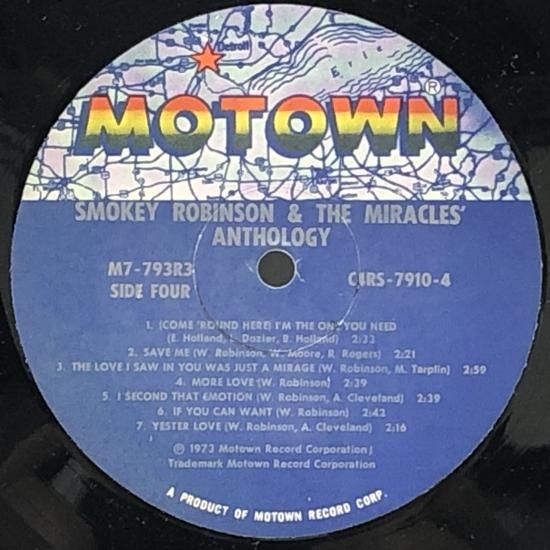 Detroit
Erie
MOTOWN®
SMOKEY ROBINSON & THE MIRACLES'
ANTHOLOGY
M7-793R3
SIDE FOUR
C4RS-7910-4
1. (COME 'ROUND HERE) I'M THE ONE YOU NEED
(E. Holland, L. Dozier, B. Holland) 2:33
2. SAVE ME (W. Robinson, W. Moore, R. Rogers) 2:21
3. THE LOVE I SAW IN YOU WAS JUST A MIRAGE (W. Robinson, M. Tarplin) 2:59
4. MORE LOVE (W. Robinson) 2:39
5. I SECOND THAT EMOTION (W. Robinson, A. Cleveland) 2:39
6. IF YOU CAN WANT (W. Robinson) 2:42
7. YESTER LOVE (W. Robinson, A. Cleveland) 2:16
℗ 1973 Motown Record Corporation
Trademark Motown Record Corporation
A PRODUCT OF MOTOWN RECORD CORP.